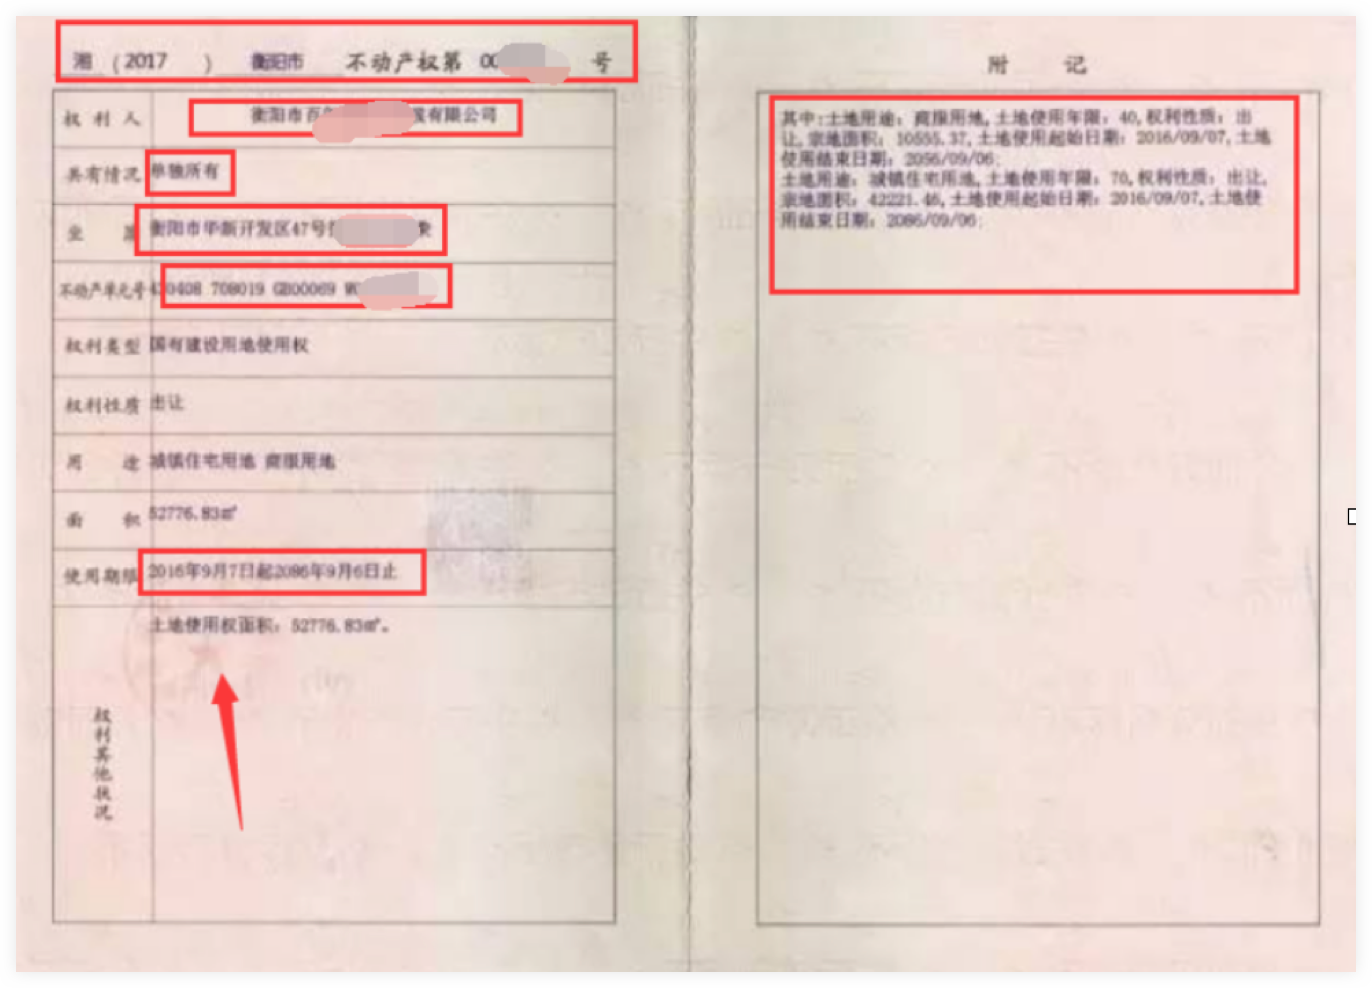 湘 (2017 ) 衡阳市 不动产权第 00 号
权利人 衡阳市百 有限公司
共有情况 单独所有
坐落 衡阳市华新开发区47号
不动产单元号 430408 708019 GB00069 W
权利类型 国有建设用地使用权
权利性质 出让
用途 城镇住宅用地 商服用地
面积 52776.83㎡
使用期限 2016年9月7日起2086年9月6日止
土地使用权面积：52776.83㎡。
权利其他状况
附记
其中:土地用途：商服用地,土地使用年限：40,权利性质：出
让,宗地面积：10555.37,土地使用起始日期：2016/09/07,土地
使用结束日期：2056/09/06;
土地用途：城镇住宅用地,土地使用年限：70,权利性质：出让,
宗地面积：42221.46,土地使用起始日期：2016/09/07,土地使
用结束日期：2086/09/06;